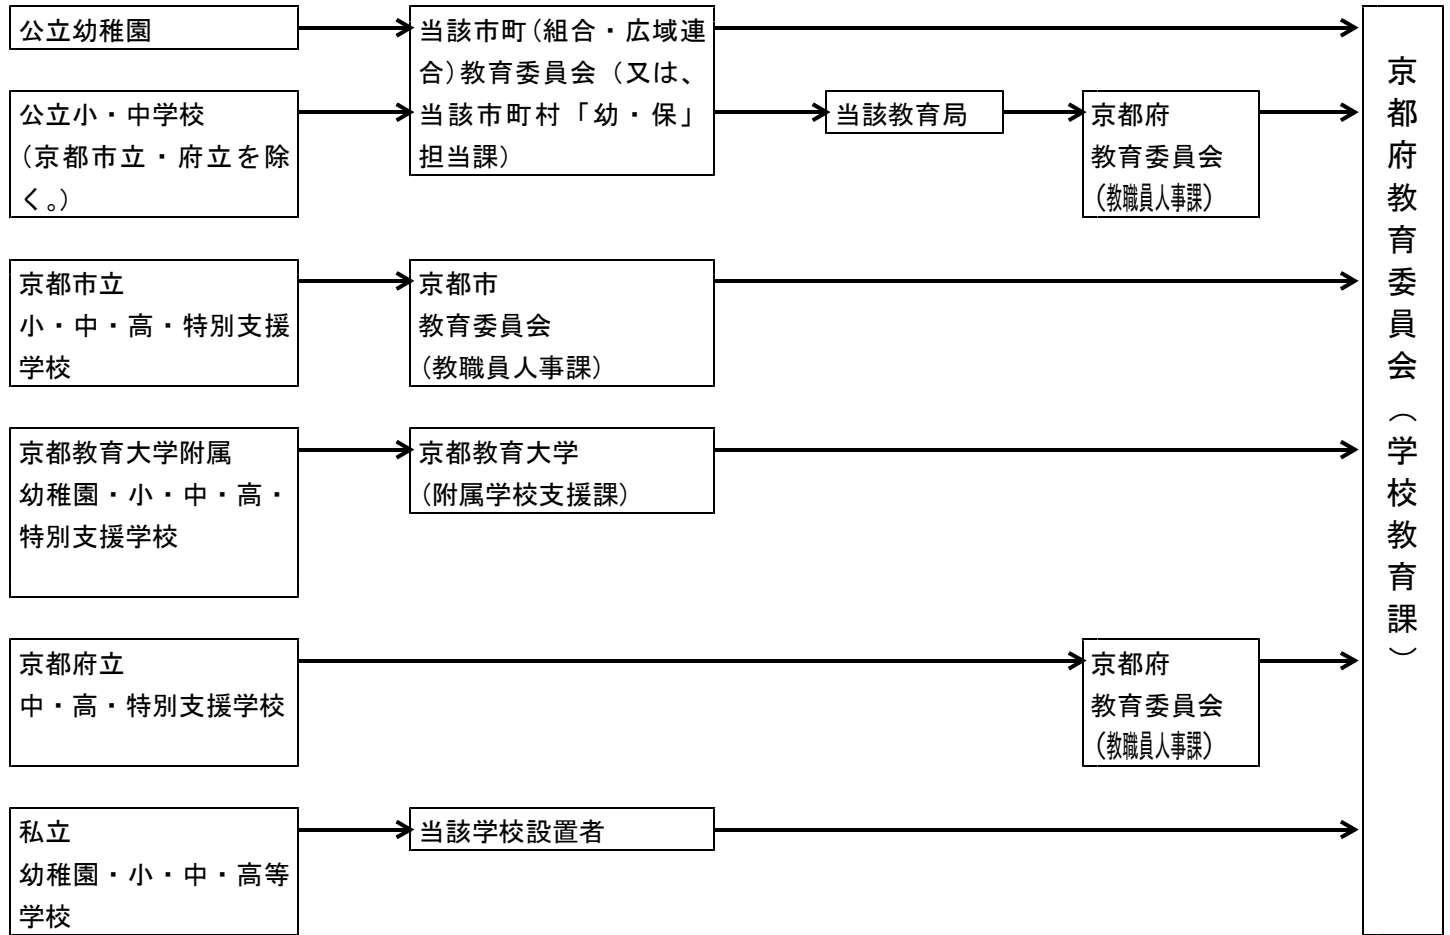 公立幼稚園
当該市町(組合・広域連
合)教育委員会（又は、
当該市町村「幼・保」
担当課)
公立小・中学校
(京都市立・府立を除
く。)
当該教育局
京都府
教育委員会
(教職員人事課)
京都市立
小・中・高・特別支援
学校
京都市
教育委員会
(教職員人事課)
京都教育大学附属
幼稚園・小・中・高・
特別支援学校
京都教育大学
(附属学校支援課)
京都府立
中・高・特別支援学校
京都府
教育委員会
(教職員人事課)
私立
幼稚園・小・中・高等
学校
当該学校設置者
京都府教育委員会（学校教育課）